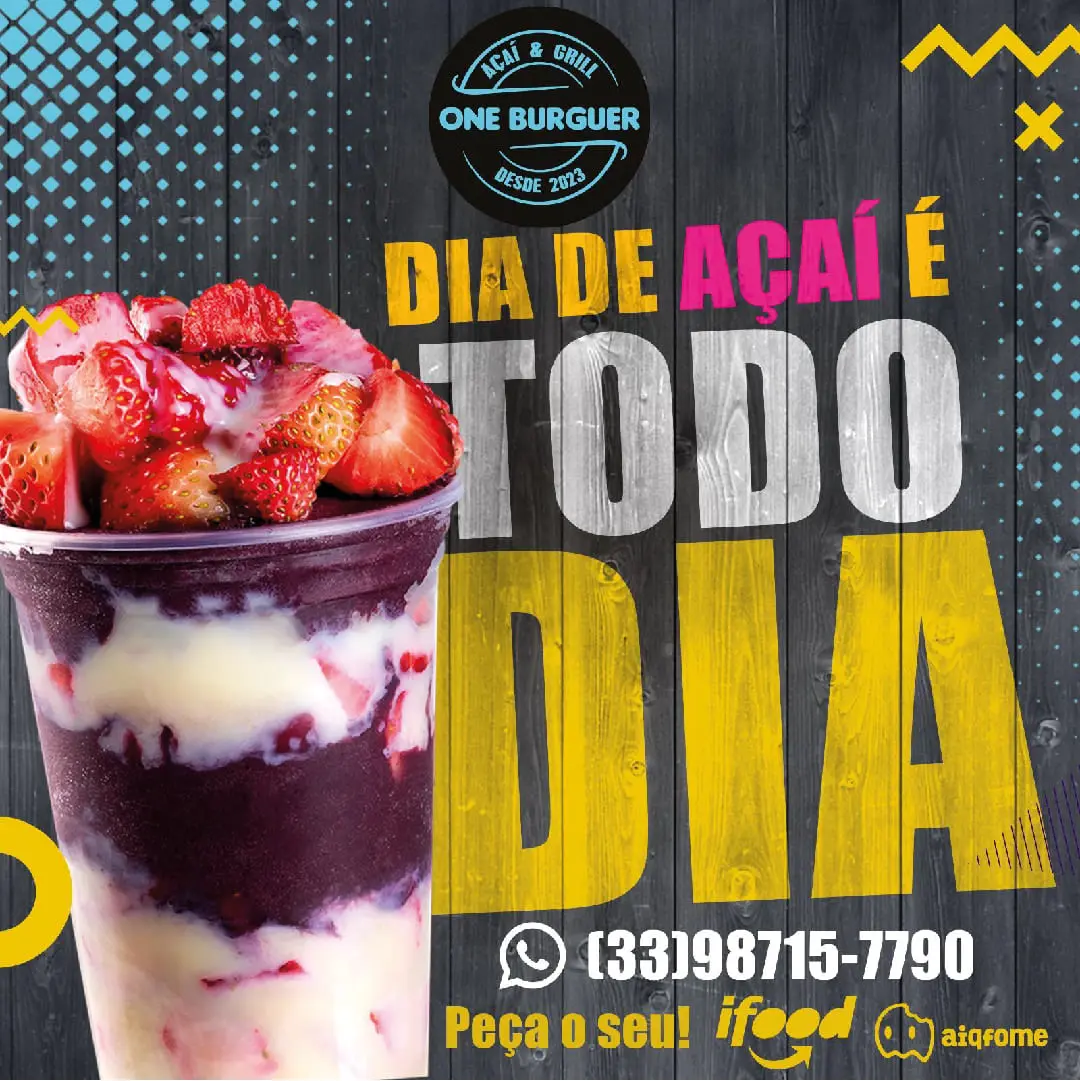 AÇAÍ & GRILL
ONE BURGUER
DESDE 2023
DIA DE AÇAÍ É
TODO
DIA
(33)98715-7790
Peça o seu! ifood aiqfome